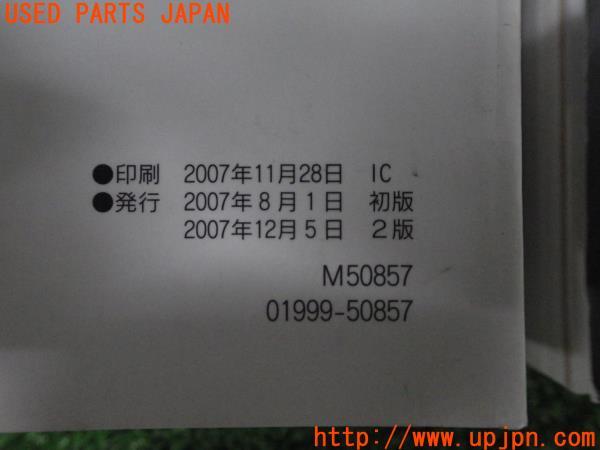 USED PARTS JAPAN
●印刷 2007年11月28日 IC
●発行 2007年8月1日 初版
2007年12月5日 2版
M50857
01999-50857
http://www.upjpn.com/